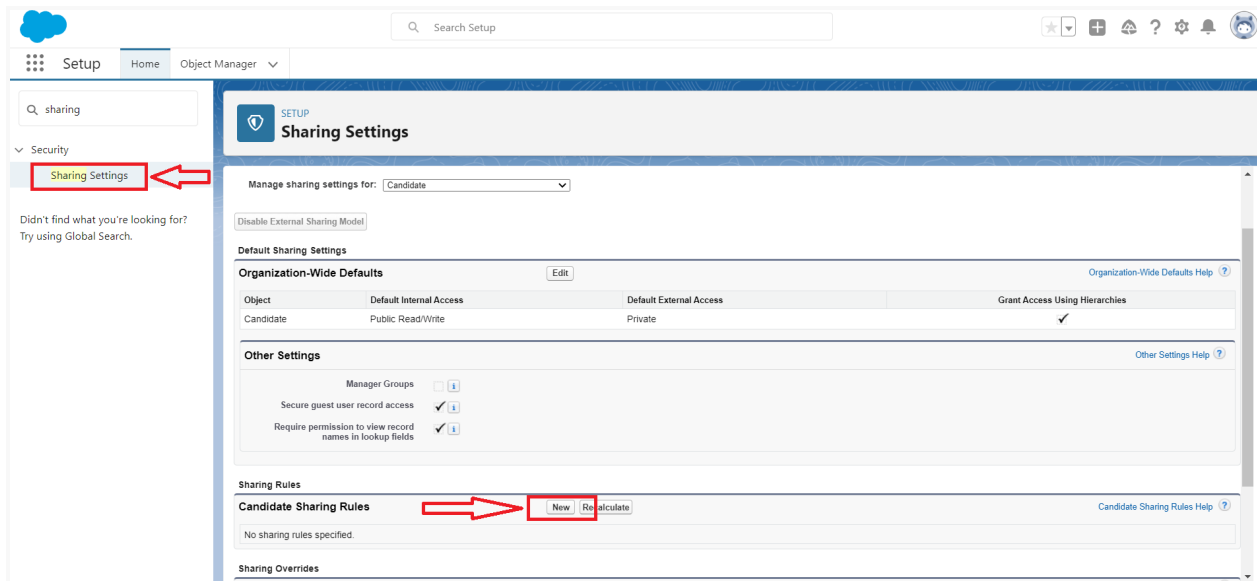 Search Setup
Setup
Home
Object Manager
sharing
Security
Sharing Settings
Didn't find what you're looking for?
Try using Global Search.
SETUP
Sharing Settings
Manage sharing settings for: Candidate
Disable External Sharing Model
Default Sharing Settings
Organization-Wide Defaults Edit Organization-Wide Defaults Help ?
Object Default Internal Access Default External Access Grant Access Using Hierarchies
Candidate Public Read/Write Private
Other Settings Other Settings Help ?
Manager Groups i
Secure guest user record access i
Require permission to view record i
names in lookup fields
Sharing Rules
Candidate Sharing Rules New Recalculate Candidate Sharing Rules Help ?
No sharing rules specified.
Sharing Overrides